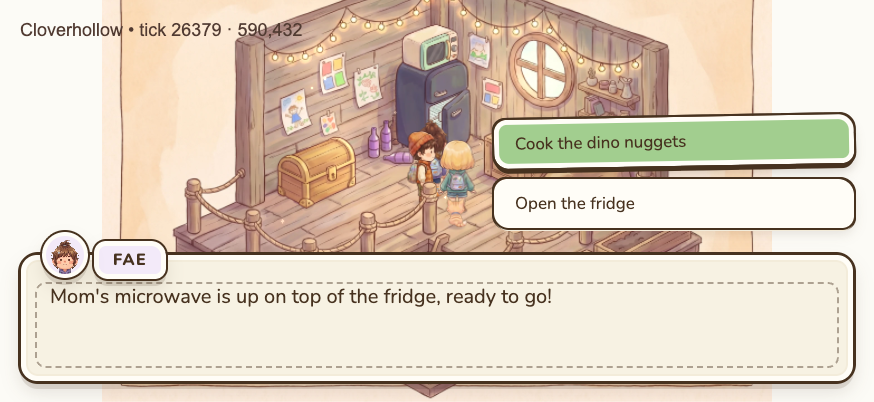 Cloverhollow • tick 26379 · 590,432
Cook the dino nuggets
Open the fridge
FAE
Mom's microwave is up on top of the fridge, ready to go!